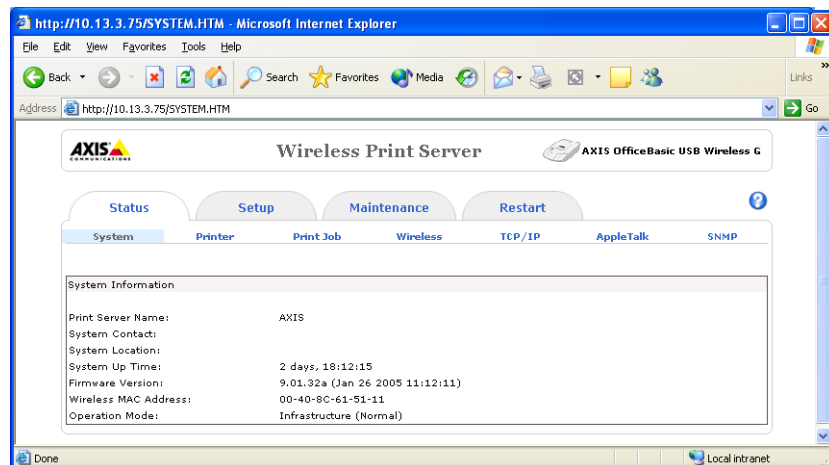 http://10.13.3.75/SYSTEM.HTM - Microsoft Internet Explorer
File Edit View Favorites Tools Help
Back Search Favorites Media Links »
Address http://10.13.3.75/SYSTEM.HTM Go
AXIS COMMUNICATIONS Wireless Print Server AXIS OfficeBasic USB Wireless G
Status Setup Maintenance Restart ?
System Printer Print Job Wireless TCP/IP AppleTalk SNMP
System Information
Print Server Name: AXIS
System Contact:
System Location:
System Up Time: 2 days, 18:12:15
Firmware Version: 9.01.32a (Jan 26 2005 11:12:11)
Wireless MAC Address: 00-40-8C-61-51-11
Operation Mode: Infrastructure (Normal)
Done Local intranet